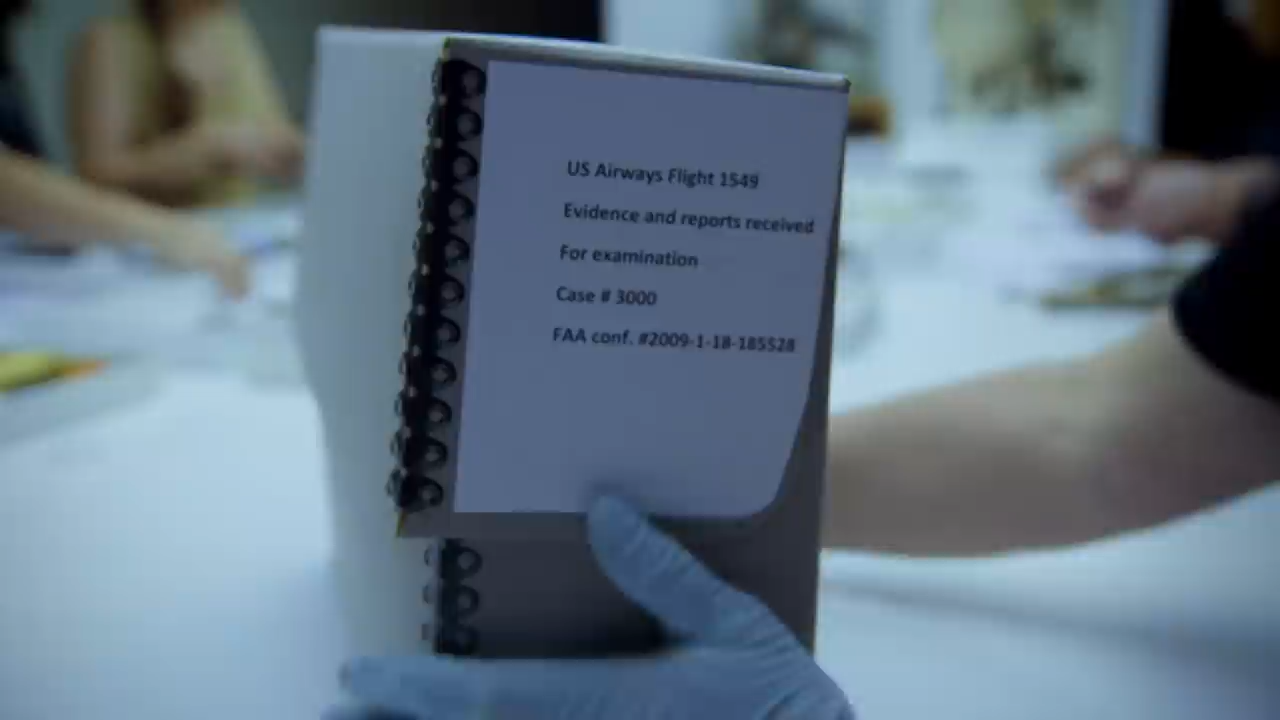 US Airways Flight 1549
Evidence and reports received
For examination
Case # 3000
FAA conf. #2009-1-18-185528